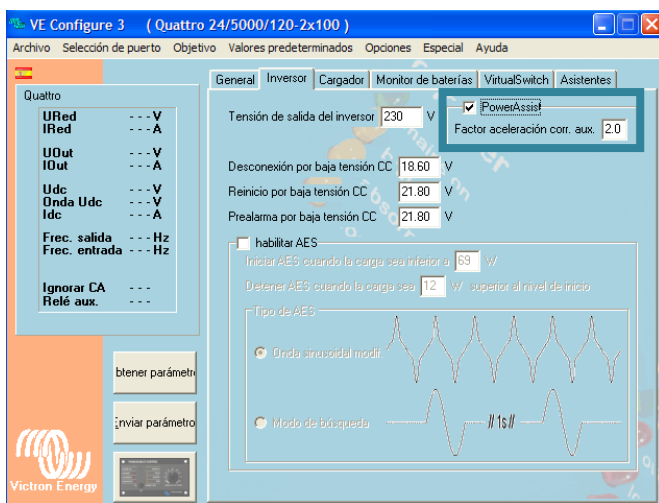 VE Configure 3 ( Quattro 24/5000/120-2x100 )
Archivo Selección de puerto Objetivo Valores predeterminados Opciones Especial Ayuda
General Inversor Cargador Monitor de baterías VirtualSwitch Asistentes
Quattro
URed - - - V
IRed - - - A
UOut - - - V
IOut - - - A
Udc - - - V
Onda Udc - - - V
Idc - - - A
Frec. salida - - - Hz
Frec. entrada - - - Hz
Ignorar CA - - -
Relé aux. - - -
btener parámetr
nviar parámetro
Victron Energy
Tensión de salida del inversor 230 V
PowerAssist
Factor aceleración corr. aux. 2.0
Desconexión por baja tensión CC 18.60 V
Reinicio por baja tensión CC 21.80 V
Prealarma por baja tensión CC 21.80 V
habilitar AES
Iniciar AES cuando la carga sea inferior a 69 W
Detener AES cuando la carga sea 12 W superior al nivel de inicio
Tipo de AES
Onda sinusoidal modif.
Modo de búsqueda
// 1s //